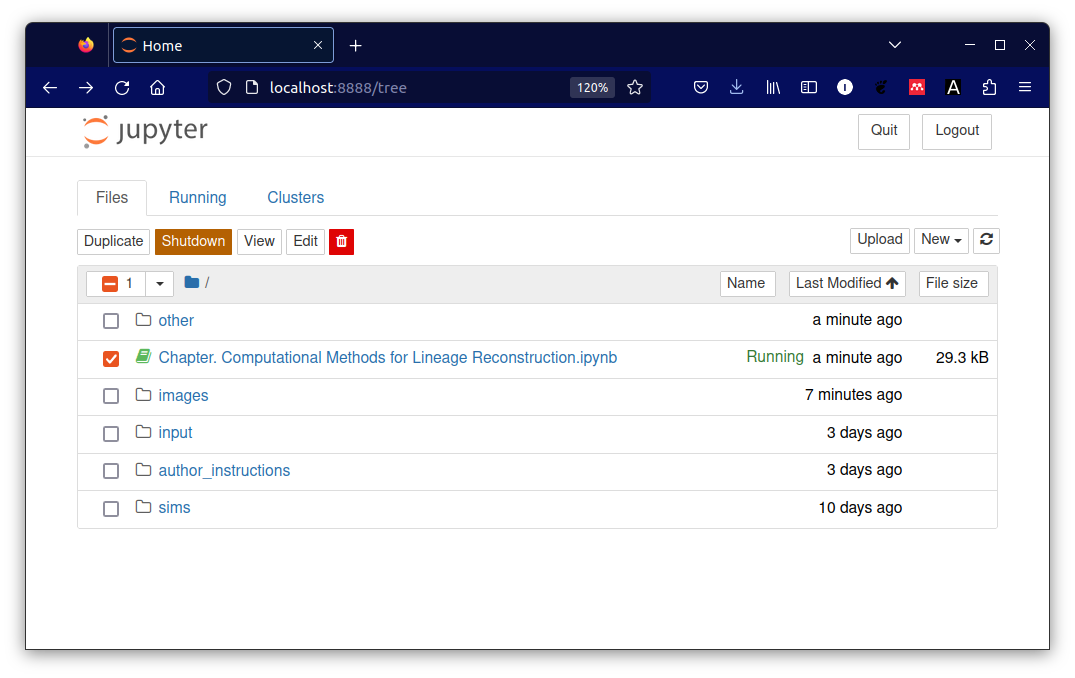 Home
localhost:8888/tree 120%
jupyter Quit Logout
Files Running Clusters
Duplicate Shutdown View Edit Upload New
1 / Name Last Modified File size
other a minute ago
Chapter. Computational Methods for Lineage Reconstruction.ipynb Running a minute ago 29.3 kB
images 7 minutes ago
input 3 days ago
author_instructions 3 days ago
sims 10 days ago